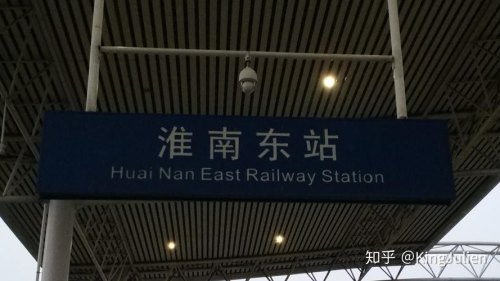 淮南东站
Huai Nan East Railway Station
知乎 @KingJulien